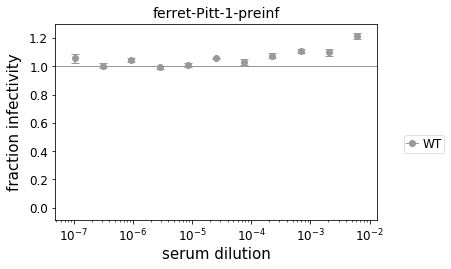 ferret-Pitt-1-preinf
fraction infectivity
1.2
1.0
0.8
0.6
0.4
0.2
0.0
WT
10⁻⁷ 10⁻⁶ 10⁻⁵ 10⁻⁴ 10⁻³ 10⁻²
serum dilution